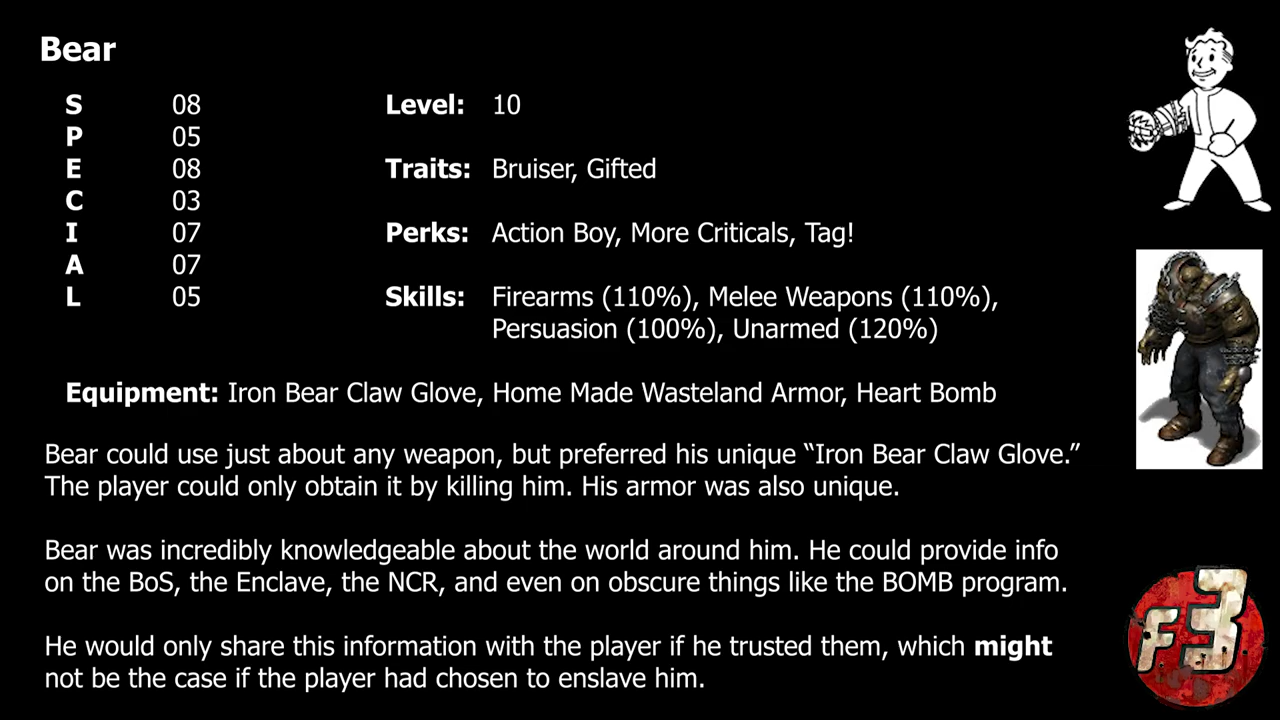 Bear
S 08 Level: 10
P 05
E 08 Traits: Bruiser, Gifted
C 03
I 07 Perks: Action Boy, More Criticals, Tag!
A 07
L 05 Skills: Firearms (110%), Melee Weapons (110%),
Persuasion (100%), Unarmed (120%)
Equipment: Iron Bear Claw Glove, Home Made Wasteland Armor, Heart Bomb
Bear could use just about any weapon, but preferred his unique “Iron Bear Claw Glove.”
The player could only obtain it by killing him. His armor was also unique.
Bear was incredibly knowledgeable about the world around him. He could provide info
on the BoS, the Enclave, the NCR, and even on obscure things like the BOMB program.
He would only share this information with the player if he trusted them, which might
not be the case if the player had chosen to enslave him.
F3